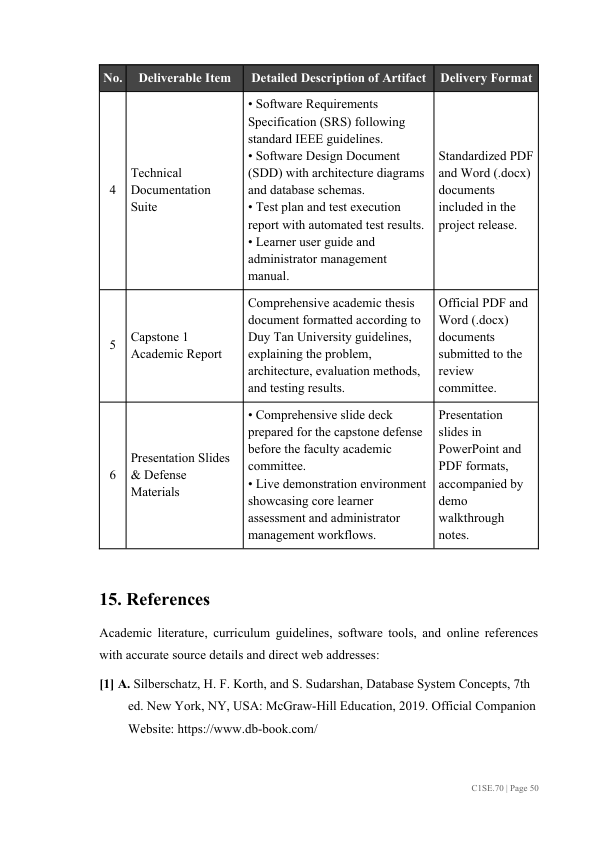 No. Deliverable Item Detailed Description of Artifact Delivery Format
4
Technical
Documentation
Suite
• Software Requirements
Specification (SRS) following
standard IEEE guidelines.
• Software Design Document
(SDD) with architecture diagrams
and database schemas.
• Test plan and test execution
report with automated test results.
• Learner user guide and
administrator management
manual.
Standardized PDF
and Word (.docx)
documents
included in the
project release.
5
Capstone 1
Academic Report
Comprehensive academic thesis
document formatted according to
Duy Tan University guidelines,
explaining the problem,
architecture, evaluation methods,
and testing results.
Official PDF and
Word (.docx)
documents
submitted to the
review
committee.
6
Presentation Slides
& Defense
Materials
• Comprehensive slide deck
prepared for the capstone defense
before the faculty academic
committee.
• Live demonstration environment
showcasing core learner
assessment and administrator
management workflows.
Presentation
slides in
PowerPoint and
PDF formats,
accompanied by
demo
walkthrough
notes.
15. References
Academic literature, curriculum guidelines, software tools, and online references
with accurate source details and direct web addresses:
[1] A. Silberschatz, H. F. Korth, and S. Sudarshan, Database System Concepts, 7th
ed. New York, NY, USA: McGraw-Hill Education, 2019. Official Companion
Website: https://www.db-book.com/
C1SE.70 | Page 50